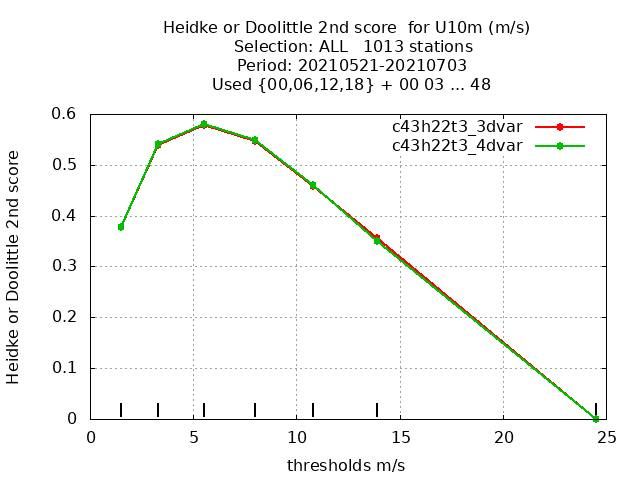 Heidke or Doolittle 2nd score  for U10m (m/s)
Selection: ALL   1013 stations
Period: 20210521-20210703
Used {00,06,12,18} + 00 03 ... 48
c43h22t3_3dvar
c43h22t3_4dvar
Heidke or Doolittle 2nd score
0.6
0.5
0.4
0.3
0.2
0.1
0
0 5 10 15 20 25
thresholds m/s